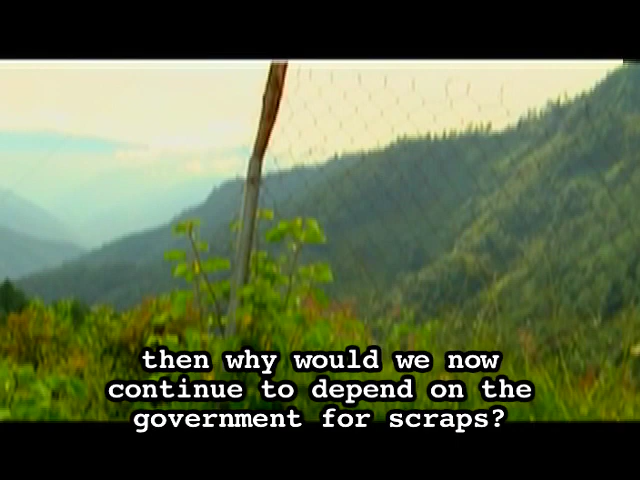 then why would we now
continue to depend on the
government for scraps?